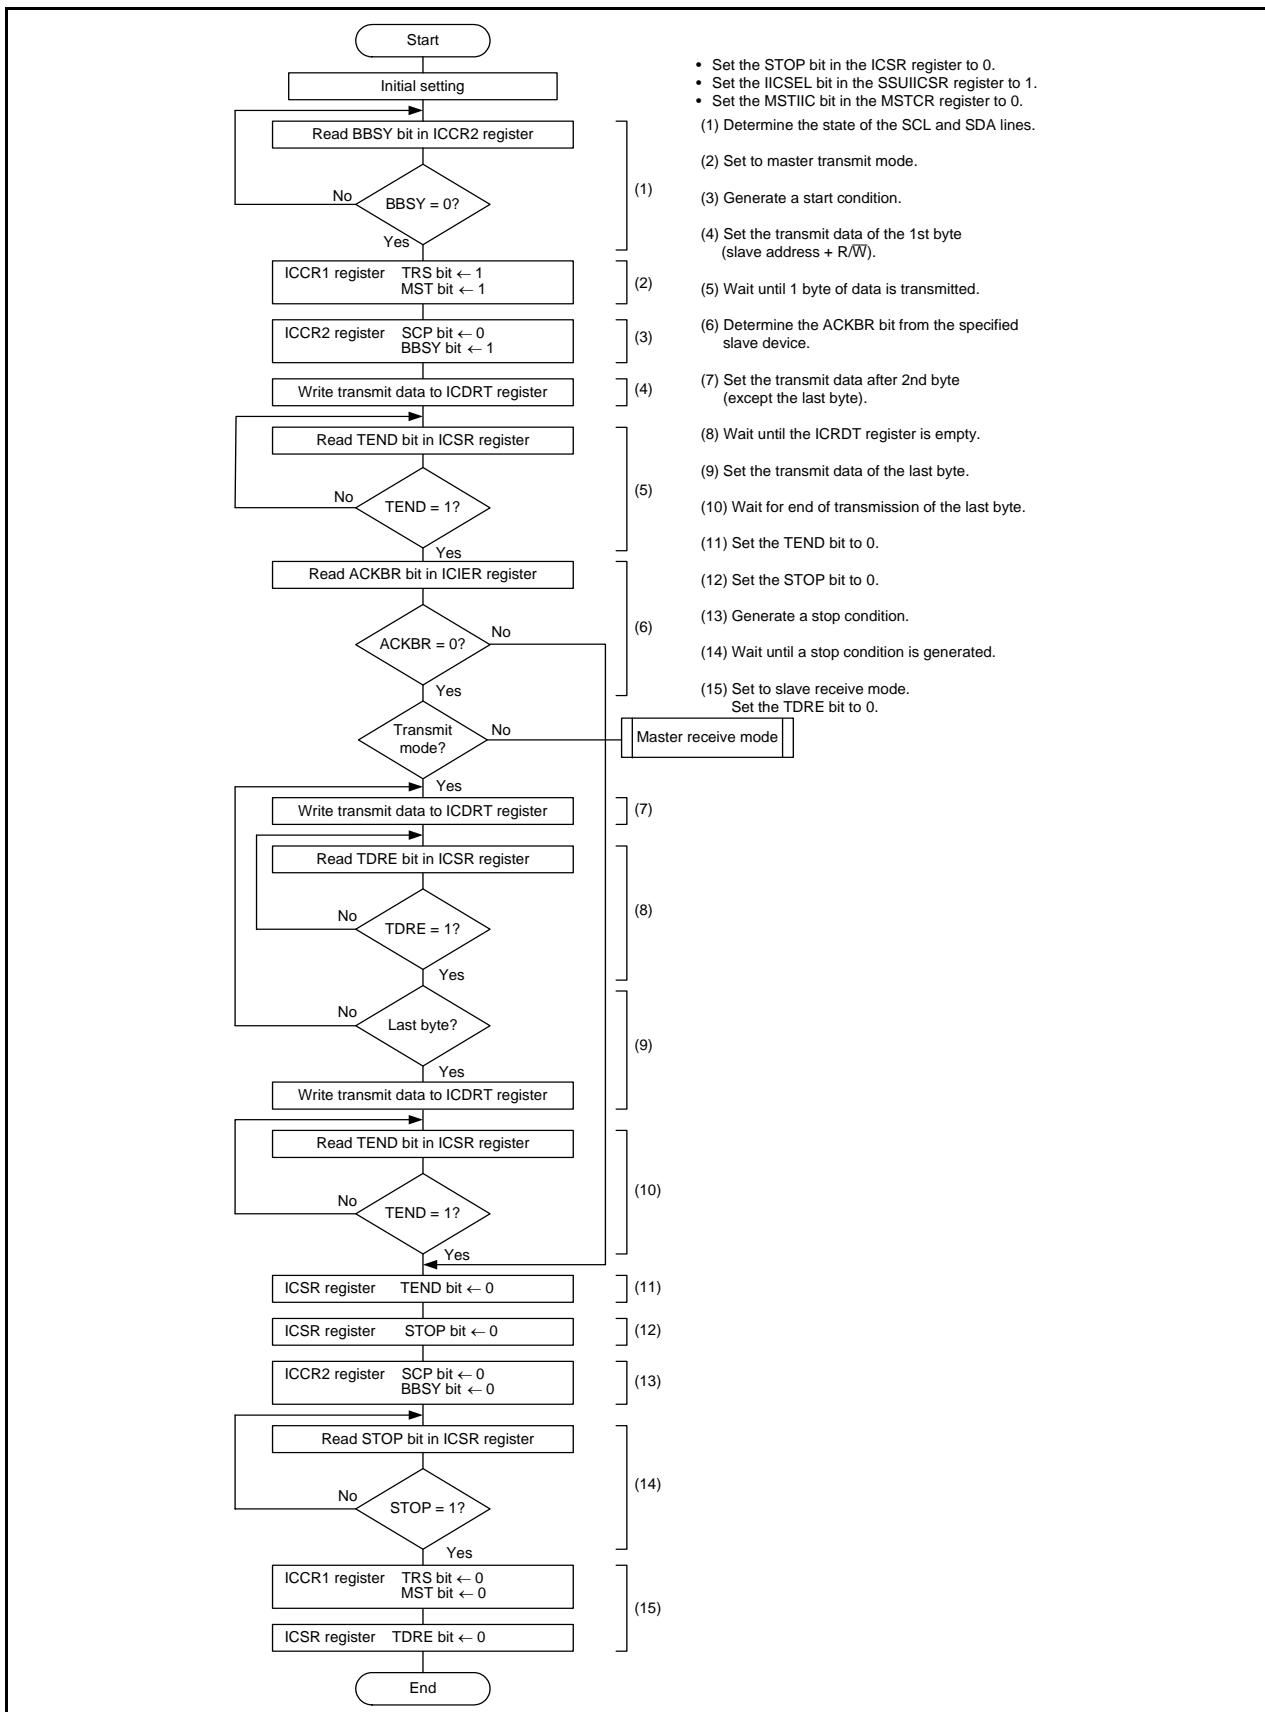 Start
Initial setting
• Set the STOP bit in the ICSR register to 0.
• Set the IICSEL bit in the SSUIICSR register to 1.
• Set the MSTIIC bit in the MSTCR register to 0.
Read BBSY bit in ICCR2 register
BBSY = 0?
No
Yes
(1)
ICCR1 register TRS bit ← 1
MST bit ← 1
(2)
ICCR2 register SCP bit ← 0
BBSY bit ← 1
(3)
Write transmit data to ICDRT register
(4)
Read TEND bit in ICSR register
TEND = 1?
No
Yes
(5)
Read ACKBR bit in ICIER register
ACKBR = 0?
No
Yes
(6)
Transmit
mode?
No
Master receive mode
Yes
Write transmit data to ICDRT register
(7)
Read TDRE bit in ICSR register
TDRE = 1?
No
Yes
(8)
Last byte?
No
Yes
(9)
Write transmit data to ICDRT register
Read TEND bit in ICSR register
TEND = 1?
No
Yes
(10)
ICSR register TEND bit ← 0
(11)
ICSR register STOP bit ← 0
(12)
ICCR2 register SCP bit ← 0
BBSY bit ← 0
(13)
Read STOP bit in ICSR register
STOP = 1?
No
Yes
(14)
ICCR1 register TRS bit ← 0
MST bit ← 0
(15)
ICSR register TDRE bit ← 0
End
(1) Determine the state of the SCL and SDA lines.
(2) Set to master transmit mode.
(3) Generate a start condition.
(4) Set the transmit data of the 1st byte
(slave address + R/W̅).
(5) Wait until 1 byte of data is transmitted.
(6) Determine the ACKBR bit from the specified
slave device.
(7) Set the transmit data after 2nd byte
(except the last byte).
(8) Wait until the ICRDT register is empty.
(9) Set the transmit data of the last byte.
(10) Wait for end of transmission of the last byte.
(11) Set the TEND bit to 0.
(12) Set the STOP bit to 0.
(13) Generate a stop condition.
(14) Wait until a stop condition is generated.
(15) Set to slave receive mode.
Set the TDRE bit to 0.